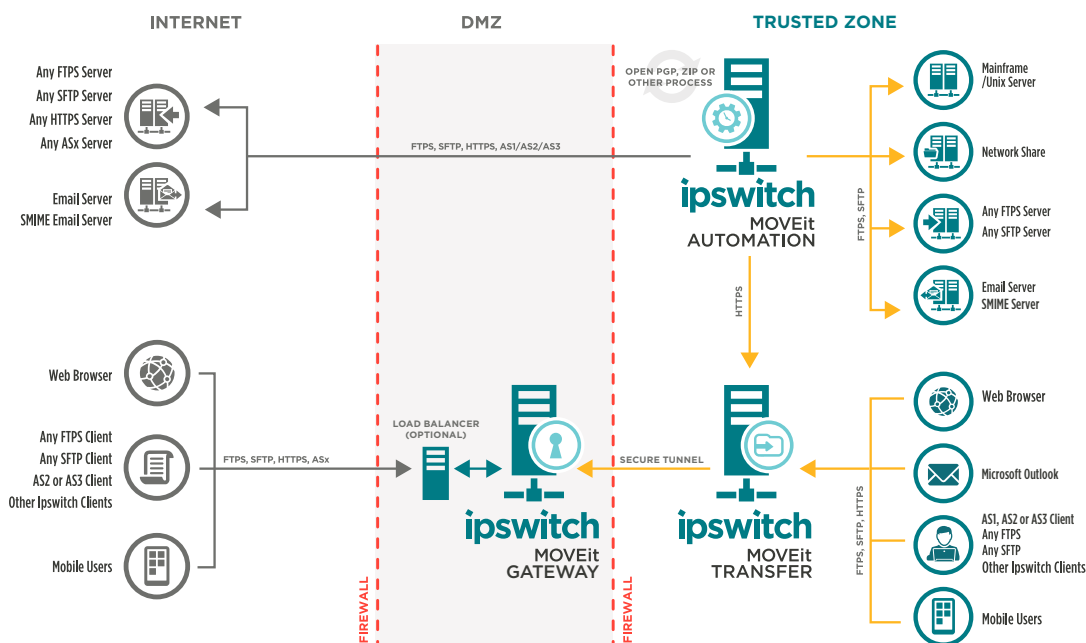 INTERNET
DMZ
TRUSTED ZONE
Any FTPS Server
Any SFTP Server
Any HTTPS Server
Any ASx Server
Email Server
SMIME Email Server
FTPS, SFTP, HTTPS, AS1/AS2/AS3
OPEN PGP, ZIP OR
OTHER PROCESS
ipswitch
MOVEit
AUTOMATION
FTPS, SFTP
Mainframe
/Unix Server
Network Share
Any FTPS Server
Any SFTP Server
Email Server
SMIME Server
HTTPS
Web Browser
Any FTPS Client
Any SFTP Client
AS2 or AS3 Client
Other Ipswitch Clients
Mobile Users
FTPS, SFTP, HTTPS, ASx
LOAD BALANCER
(OPTIONAL)
ipswitch
MOVEit
GATEWAY
SECURE TUNNEL
ipswitch
MOVEit
TRANSFER
FTPS, SFTP, HTTPS
Web Browser
Microsoft Outlook
AS1, AS2 or AS3 Client
Any FTPS
Any SFTP
Other Ipswitch Clients
Mobile Users
FIREWALL
FIREWALL